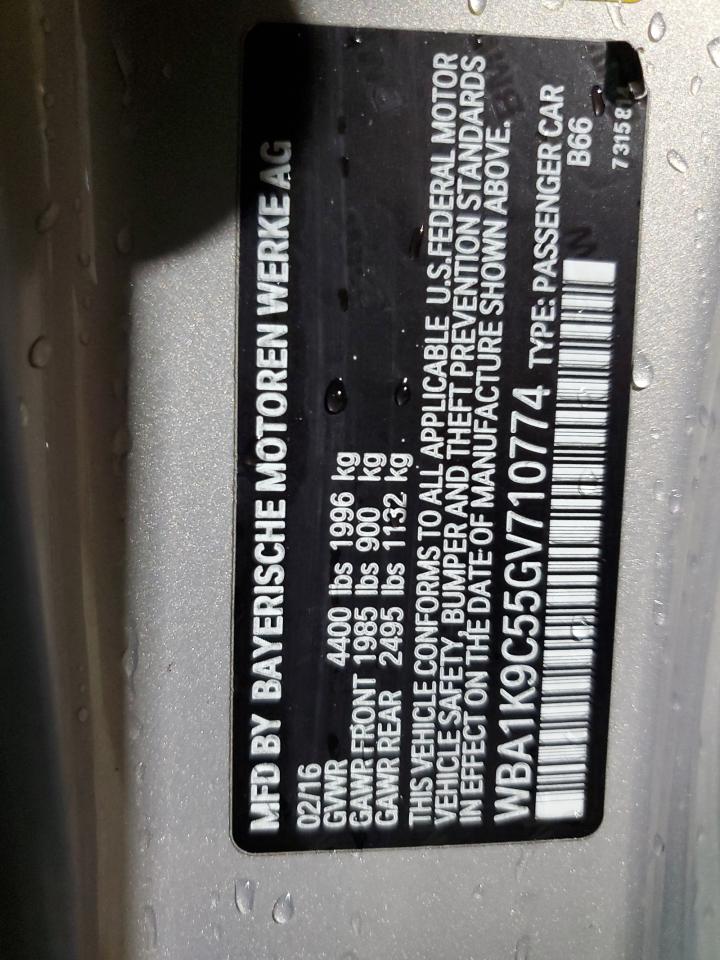 MFD BY BAYERISCHE MOTOREN WERKE AG
02/16
GVWR 4400 lbs 1996 kg
GAWR FRONT 1985 lbs 900 kg
GAWR REAR 2495 lbs 1132 kg
THIS VEHICLE CONFORMS TO ALL APPLICABLE U.S. FEDERAL MOTOR
VEHICLE SAFETY, BUMPER AND THEFT PREVENTION STANDARDS
IN EFFECT ON THE DATE OF MANUFACTURE SHOWN ABOVE.
WBA1K9C55GV710774 TYPE: PASSENGER CAR
B66